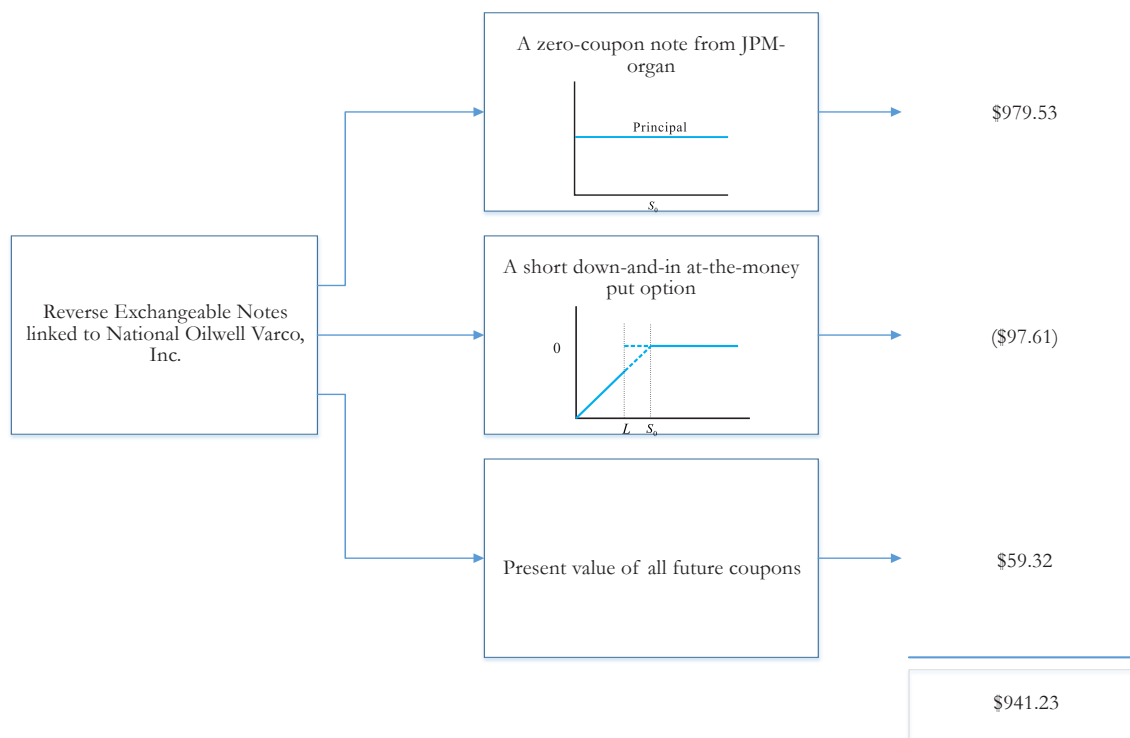 A zero-coupon note from JPM-
organ
Principal
S₀
$979.53
Reverse Exchangeable Notes
linked to National Oilwell Varco,
Inc.
A short down-and-in at-the-money
put option
0
L S₀
($97.61)
Present value of all future coupons
$59.32
$941.23